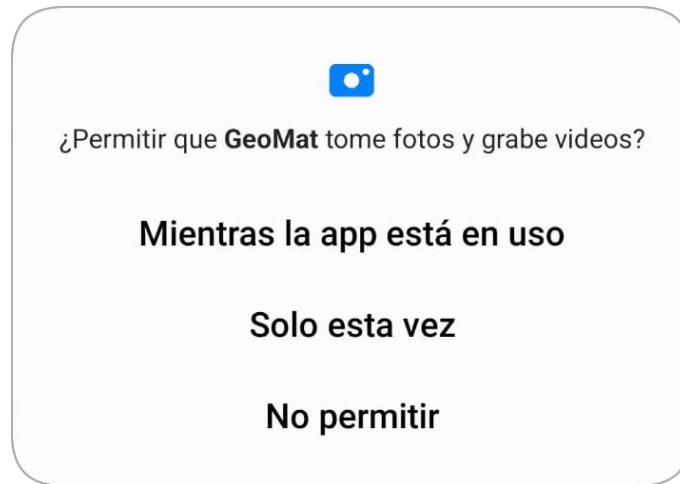 ¿Permitir que GeoMat tome fotos y grabe videos?
Mientras la app está en uso
Solo esta vez
No permitir